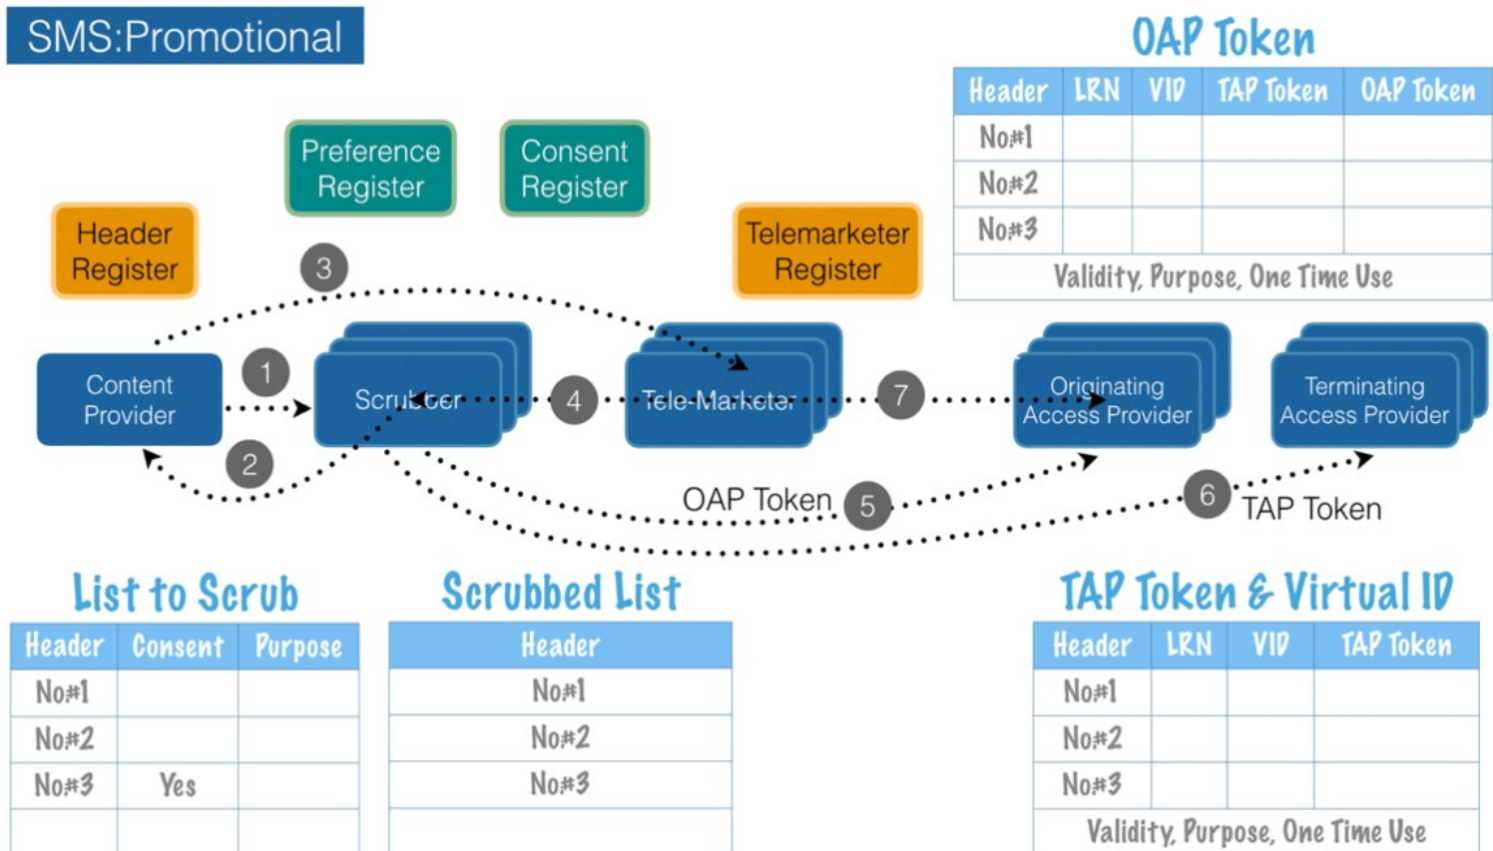 SMS:Promotional
OAP Token
Header LRN VID TAP Token OAP Token
No:#1
No:#2
No:#3
Validity, Purpose, One Time Use
Preference
Register
Consent
Register
Header
Register
Telemarketer
Register
3
Content
Provider
1
Scrubber
4
Tele-Marketer
7
Originating
Access Provider
Terminating
Access Provider
2
OAP Token
5
6
TAP Token
List to Scrub
Header Consent Purpose
No:#1
No:#2
No:#3 Yes
Scrubbed List
Header
No:#1
No:#2
No:#3
TAP Token & Virtual ID
Header LRN VID TAP Token
No:#1
No:#2
No:#3
Validity, Purpose, One Time Use